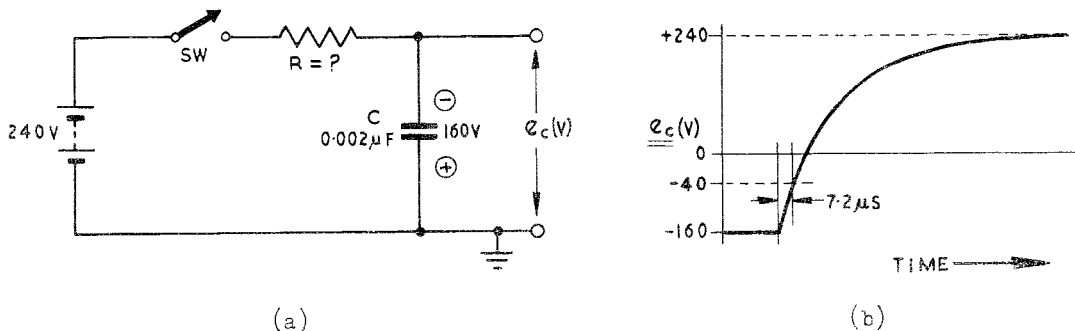 SW
R = ?
240V
C
0·002µF
⊖
160V
⊕
e_c(V)
(a)
+240
e_c(V)
0
-40
-160
7·2µS
TIME
(b)